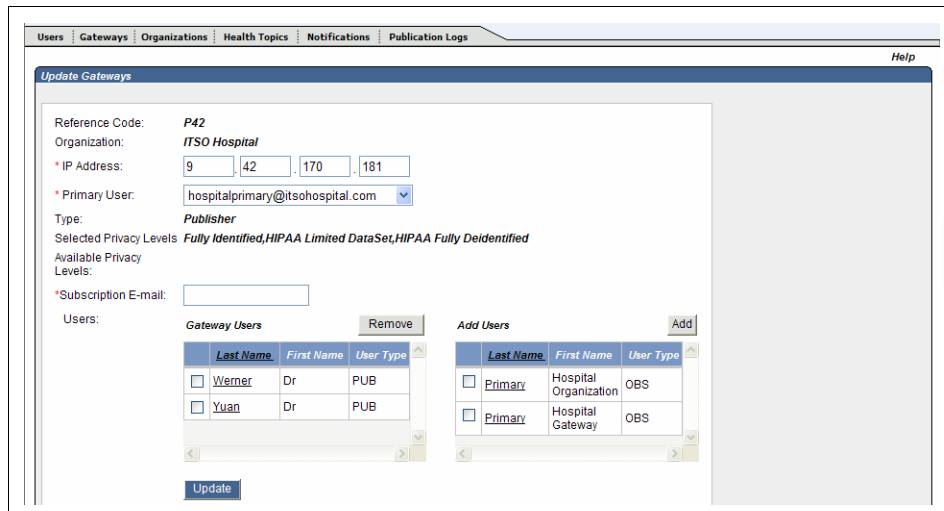 Users Gateways Organizations Health Topics Notifications Publication Logs
Help
Update Gateways
Reference Code: P42
Organization: ITSO Hospital
* IP Address: 9 . 42 . 170 . 181
* Primary User: hospitalprimary@itsohospital.com
Type: Publisher
Selected Privacy Levels Fully Identified,HIPAA Limited DataSet,HIPAA Fully Deidentified
Available Privacy
Levels:
*Subscription E-mail:
Users:
Gateway Users Remove
Last Name First Name User Type
Werner Dr PUB
Yuan Dr PUB
Add Users Add
Last Name First Name User Type
Primary Hospital Organization OBS
Primary Hospital Gateway OBS
Update